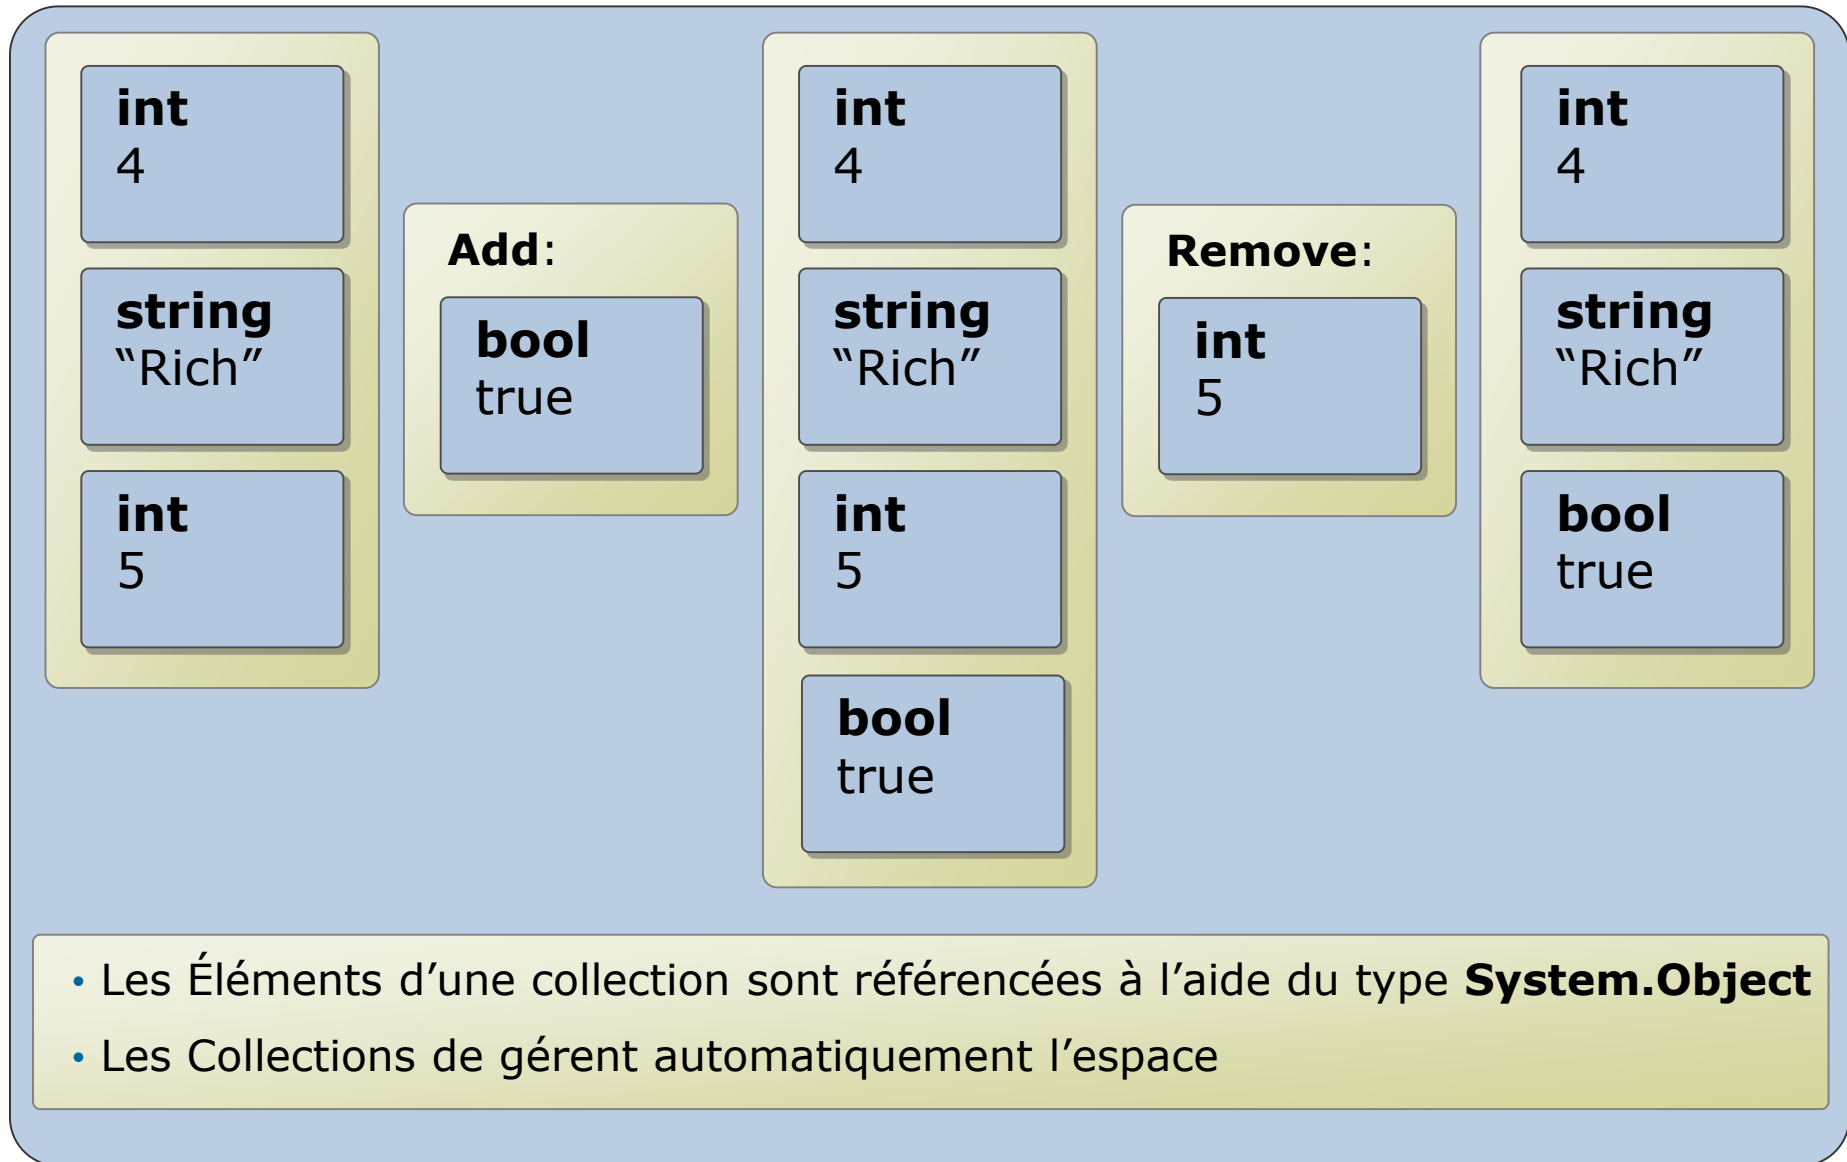 int
4
string
“Rich”
int
5
Add:
bool
true
int
4
string
“Rich”
int
5
bool
true
Remove:
int
5
int
4
string
“Rich”
bool
true
• Les Éléments d’une collection sont référencées à l’aide du type System.Object
• Les Collections de gérent automatiquement l’espace